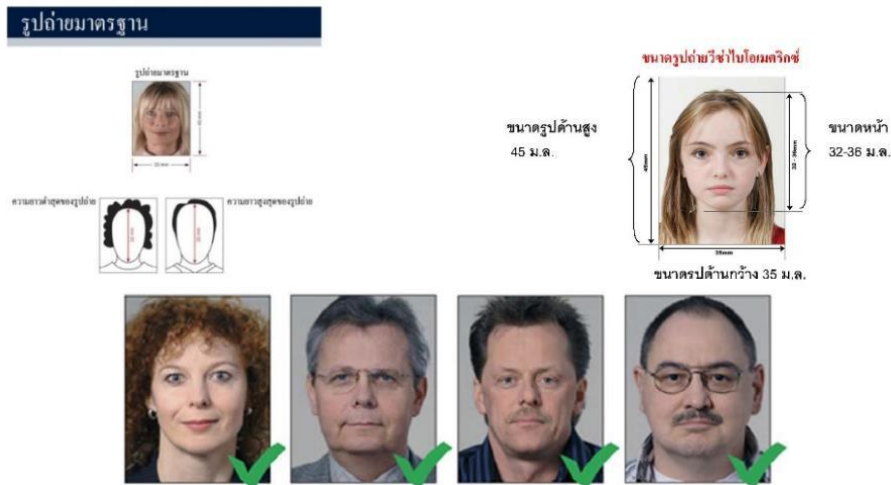 รูปถ่ายมาตรฐาน
รูปถ่ายมาตรฐาน
ความยาวต่ำสุดของรูปถ่าย
ความยาวสูงสุดของรูปถ่าย
ขนาดรูปถ่ายวีซ่าไบโอเมตริกซ์
ขนาดรูปด้านสูง
45 ม.ล.
45mm
32 - 36mm
ขนาดหน้า
32-36 ม.ล.
35mm
ขนาดรูปด้านกว้าง 35 ม.ล.